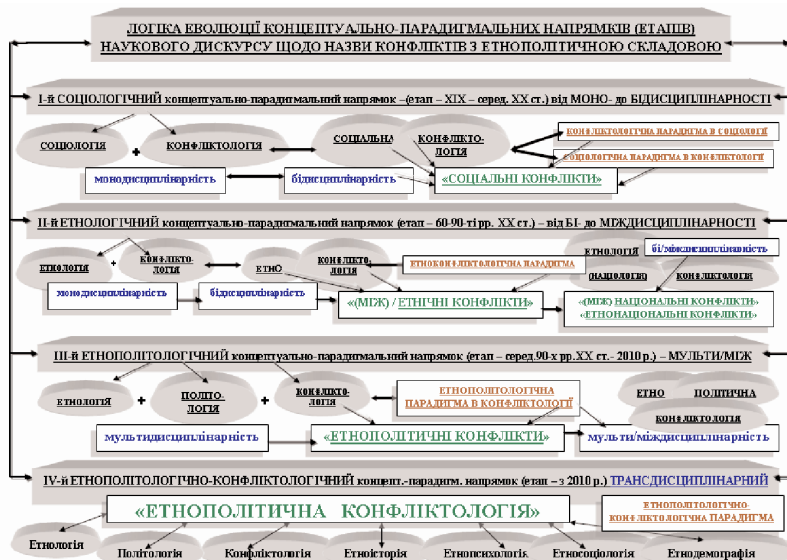 ЛОГІКА ЕВОЛЮЦІЇ КОНЦЕПТУАЛЬНО-ПАРАДИГМАЛЬНИХ НАПРЯМКІВ (ЕТАПІВ)
НАУКОВОГО ДИСКУРСУ ЩОДО НАЗВИ КОНФЛІКТІВ З ЕТНОПОЛІТИЧНОЮ СКЛАДОВОЮ
І-й СОЦІОЛОГІЧНИЙ концептуально-парадигмальний напрямок –(етап – ХІХ – серед. ХХ ст.) від МОНО- до БІДИСЦИПЛІНАРНОСТІ
СОЦІОЛОГІЯ
+
КОНФЛІКТОЛОГІЯ
СОЦІАЛЬНА
КОНФЛІКТО-
ЛОГІЯ
КОНФЛІКТОЛОГІЧНА ПАРАДИГМА В СОЦІОЛОГІЇ
СОЦІОЛОГІЧНА ПАРАДИГМА В КОНФЛІКТОЛОГІЇ
монодисциплінарність
бідисциплінарність
«СОЦІАЛЬНІ КОНФЛІКТИ»
ІІ-й ЕТНОЛОГІЧНИЙ концептуально-парадигмальний напрямок (етап – 60-90-ті рр. ХХ ст.) – від БІ- до МІЖДИСЦИПЛІНАРНОСТІ
ЕТНОЛОГІЯ
+
КОНФЛІКТО-
ЛОГІЯ
ЕТНО
КОНФЛІКТО,
ЛОГІЯ
ЕТНОКОНФЛІКТОЛОГІЧНА ПАРАДИГМА
ЕТНОЛОГІЯ
(НАЦІОЛОГІЯ)
бі/міждисциплінарність
КОНФЛІКТОЛОГІЯ
монодисциплінарність
бідисциплінарність
«(МІЖ) / ЕТНІЧНІ КОНФЛІКТИ»
«(МІЖ) НАЦІОНАЛЬНІ КОНФЛІКТИ»
«ЕТНОНАЦІОНАЛЬНІ КОНФЛІКТИ»
ІІІ-й ЕТНОПОЛІТОЛОГІЧНИЙ концептуально-парадигмальний напрямок (етап – серед.90-х рр.ХХ ст.- 2010 р.) – МУЛЬТИ/МІЖ
ЕТНОЛОГІЯ
+
ПОЛІТО-
ЛОГІЯ
+
КОНФЛІКТО-
ЛОГІЯ
ЕТНОПОЛІТОЛОГІЧНА
ПАРАДИГМА В КОНФЛІКТОЛОГІЇ
ЕТНО
ПОЛІТИЧНА
КОНФЛІКТОЛОГІЯ
мультидисциплінарність
«ЕТНОПОЛІТИЧНІ КОНФЛІКТИ»
мульти/міждисциплінарність
ІV-й ЕТНОПОЛІТОЛОГІЧНО-КОНФЛІКТОЛОГІЧНИЙ концепт.-парадигм. напрямок (етап – з 2010 р.) ТРАНСДИСЦИПЛІНАРНИЙ
«ЕТНОПОЛІТИЧНА КОНФЛІКТОЛОГІЯ»
ЕТНОПОЛІТОЛОГІЧНО-
КОНФЛІКТОЛОГІЧНА ПАРАДИГМА
Етнологія
Політологія
Конфліктологія
Етноісторія
Етнопсихологія
Етносоціологія
Етнодемографія